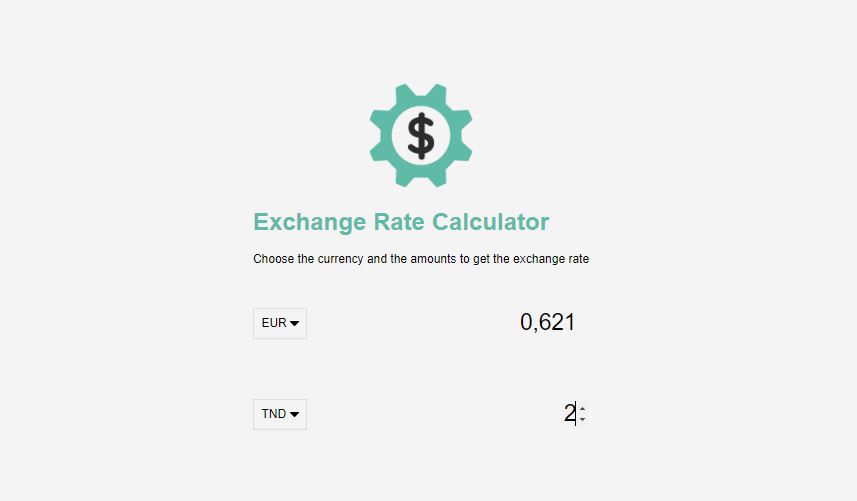 $
Exchange Rate Calculator
Choose the currency and the amounts to get the exchange rate
EUR 0,621
TND 2